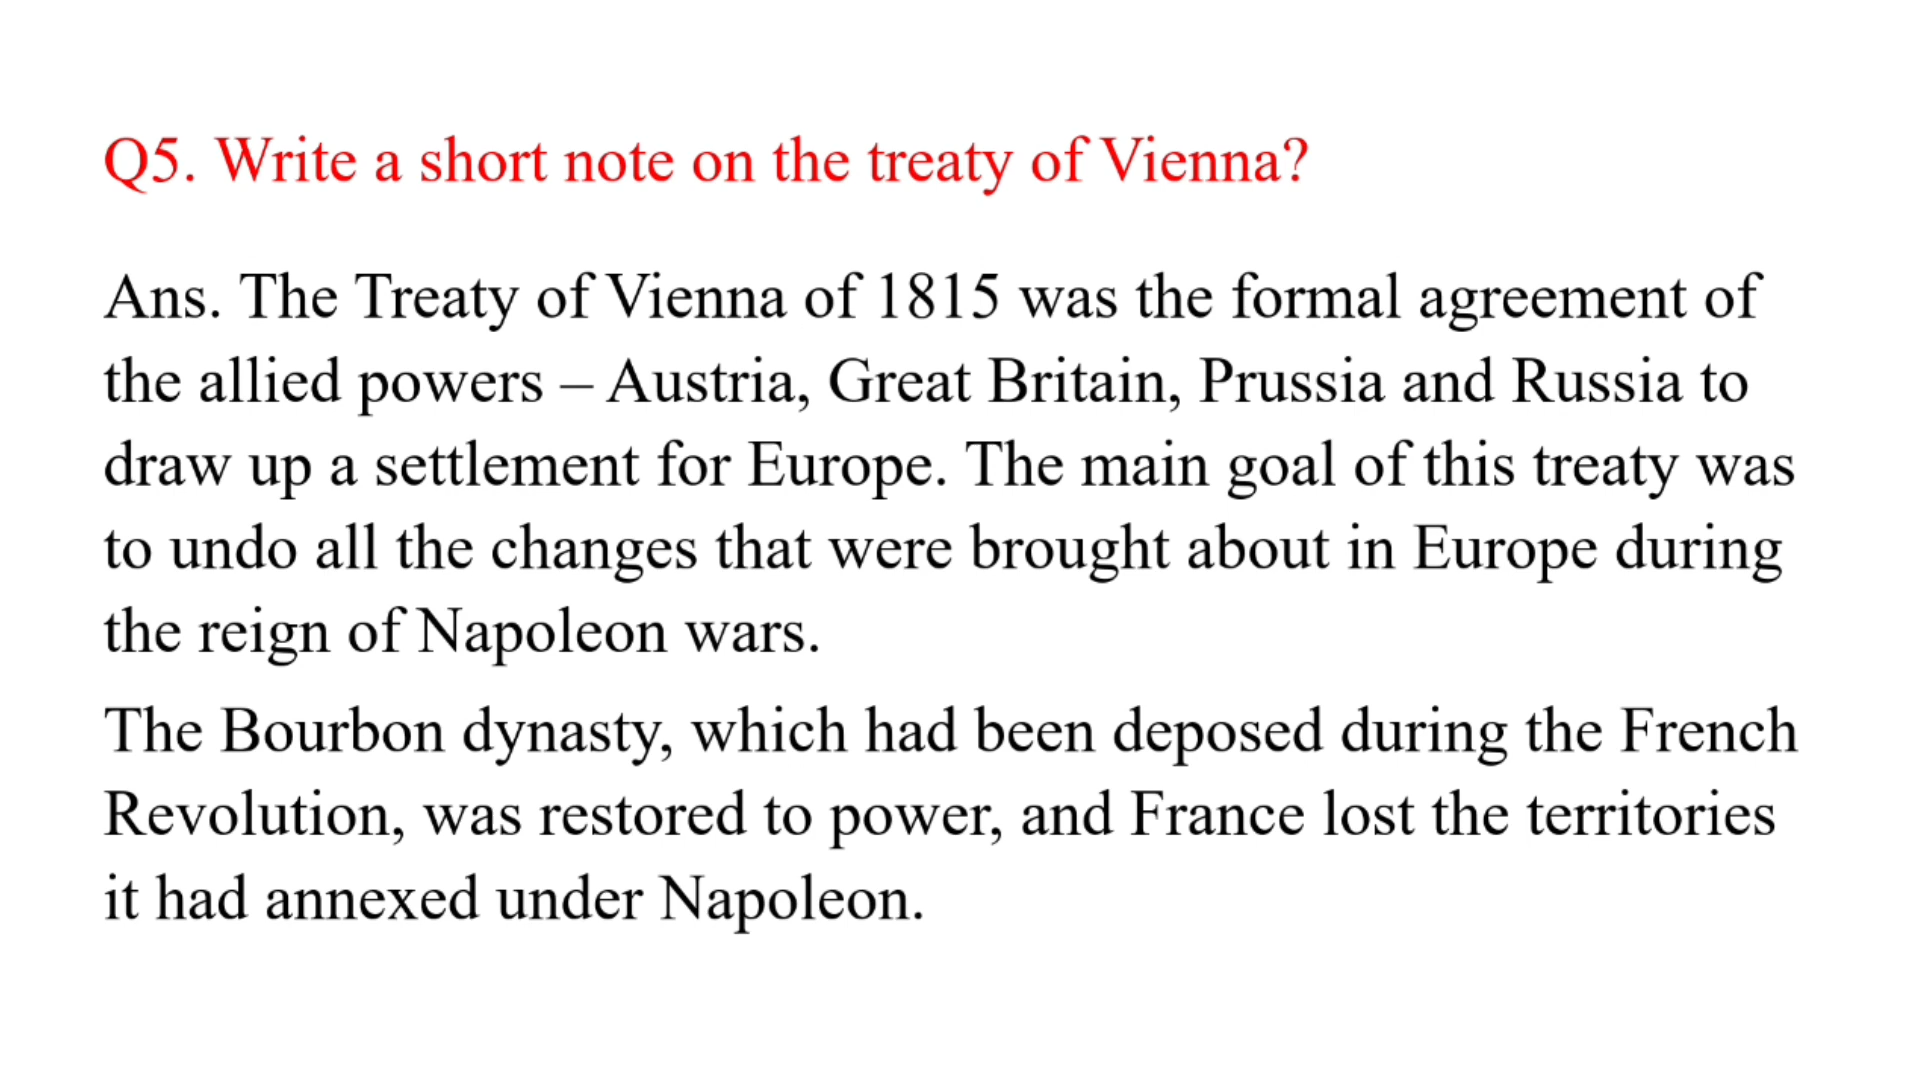 Q5. Write a short note on the treaty of Vienna?
Ans. The Treaty of Vienna of 1815 was the formal agreement of
the allied powers – Austria, Great Britain, Prussia and Russia to
draw up a settlement for Europe. The main goal of this treaty was
to undo all the changes that were brought about in Europe during
the reign of Napoleon wars.
The Bourbon dynasty, which had been deposed during the French
Revolution, was restored to power, and France lost the territories
it had annexed under Napoleon.